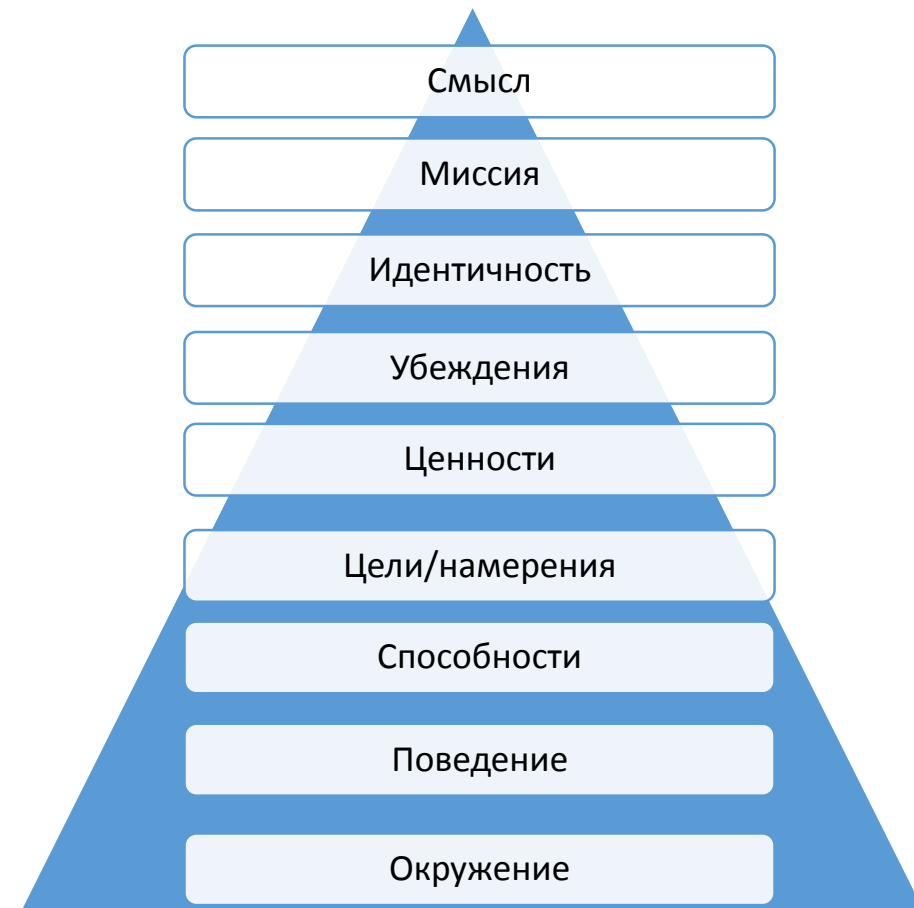 Смысл
Миссия
Идентичность
Убеждения
Ценности
Цели/намерения
Способности
Поведение
Окружение